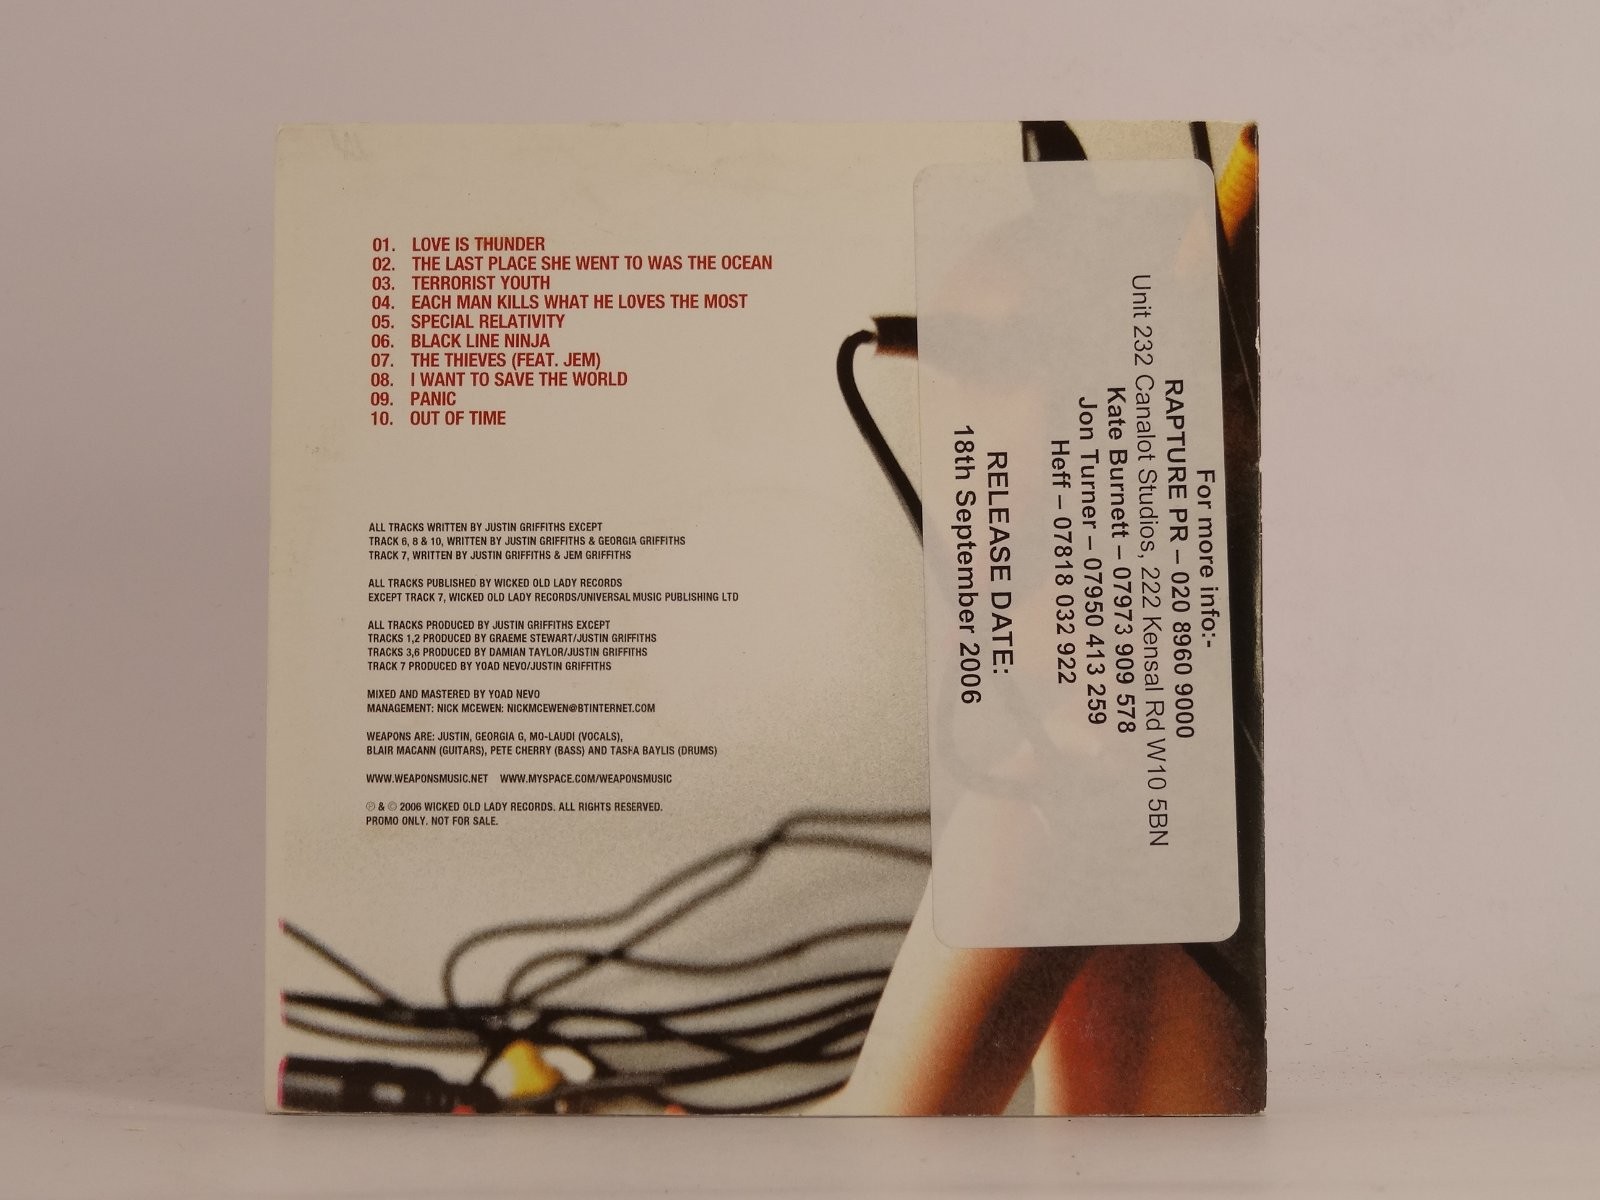 01. LOVE IS THUNDER
02. THE LAST PLACE SHE WENT TO WAS THE OCEAN
03. TERRORIST YOUTH
04. EACH MAN KILLS WHAT HE LOVES THE MOST
05. SPECIAL RELATIVITY
06. BLACK LINE NINJA
07. THE THIEVES (FEAT. JEM)
08. I WANT TO SAVE THE WORLD
09. PANIC
10. OUT OF TIME
ALL TRACKS WRITTEN BY JUSTIN GRIFFITHS EXCEPT
TRACK 6, 8 & 10, WRITTEN BY JUSTIN GRIFFITHS & GEORGIA GRIFFITHS
TRACK 7, WRITTEN BY JUSTIN GRIFFITHS & JEM GRIFFITHS
ALL TRACKS PUBLISHED BY WICKED OLD LADY RECORDS
EXCEPT TRACK 7, WICKED OLD LADY RECORDS/UNIVERSAL MUSIC PUBLISHING LTD
ALL TRACKS PRODUCED BY JUSTIN GRIFFITHS EXCEPT
TRACKS 1,2 PRODUCED BY GRAEME STEWART/JUSTIN GRIFFITHS
TRACKS 3,6 PRODUCED BY DAMIAN TAYLOR/JUSTIN GRIFFITHS
TRACK 7 PRODUCED BY YOAD NEVO/JUSTIN GRIFFITHS
MIXED AND MASTERED BY YOAD NEVO
MANAGEMENT: NICK MCEWEN: NICKMCEWEN@BTINTERNET.COM
WEAPONS ARE: JUSTIN, GEORGIA G, MO-LAUDI (VOCALS),
BLAIR MACANN (GUITARS), PETE CHERRY (BASS) AND TASHA BAYLIS (DRUMS)
WWW.WEAPONSMUSIC.NET WWW.MYSPACE.COM/WEAPONSMUSIC
℗ & © 2006 WICKED OLD LADY RECORDS. ALL RIGHTS RESERVED.
PROMO ONLY. NOT FOR SALE.
For more info:-
RAPTURE PR – 020 8960 9000
Unit 232 Canalot Studios, 222 Kensal Rd W10 5BN
Kate Burnett – 07973 909 578
Jon Turner – 07950 413 259
Heff – 07818 032 922
RELEASE DATE:
18th September 2006